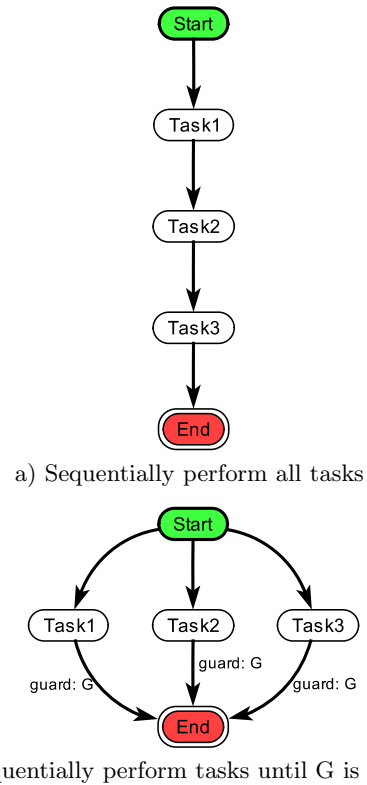 Start
Task1
Task2
Task3
End
a) Sequentially perform all tasks
Start
Task1 Task2 Task3
guard: G
guard: G guard: G
End
quentially perform tasks until G is